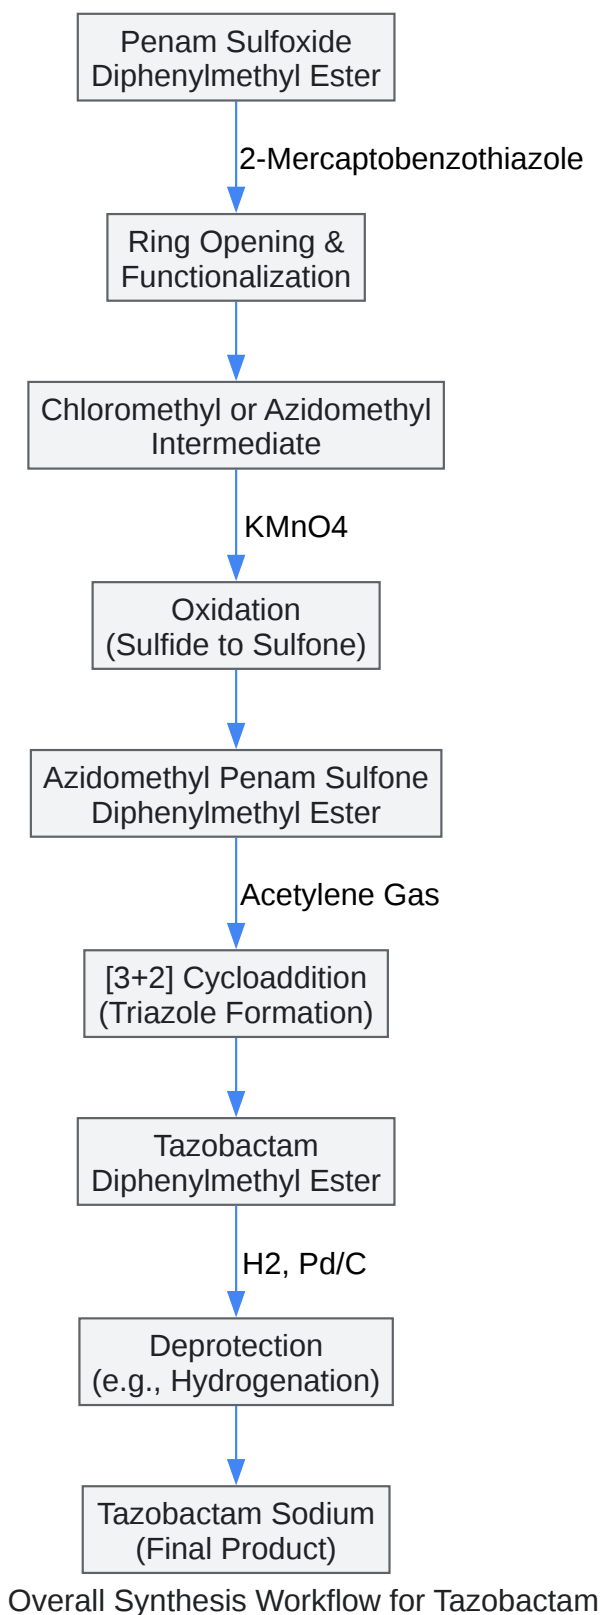 Penam Sulfoxide
Diphenylmethyl Ester
2-Mercaptobenzothiazole
Ring Opening &
Functionalization
Chloromethyl or Azidomethyl
Intermediate
KMnO4
Oxidation
(Sulfide to Sulfone)
Azidomethyl Penam Sulfone
Diphenylmethyl Ester
Acetylene Gas
[3+2] Cycloaddition
(Triazole Formation)
Tazobactam
Diphenylmethyl Ester
H2, Pd/C
Deprotection
(e.g., Hydrogenation)
Tazobactam Sodium
(Final Product)
Overall Synthesis Workflow for Tazobactam